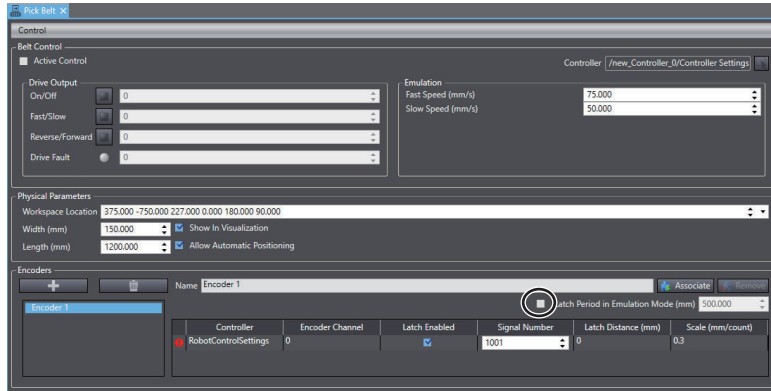 Pick Belt
Control
Belt Control
Active Control
Controller /new_Controller_0/Controller Settings
Drive Output
On/Off 0
Fast/Slow 0
Reverse/Forward 0
Drive Fault 0
Emulation
Fast Speed (mm/s) 75.000
Slow Speed (mm/s) 50.000
Physical Parameters
Workspace Location 375.000 -750.000 227.000 0.000 180.000 90.000
Width (mm) 150.000 Show In Visualization
Length (mm) 1200.000 Allow Automatic Positioning
Encoders
Name Encoder 1 Associate Remove
Encoder 1
Latch Period in Emulation Mode (mm) 500.000
Controller Encoder Channel Latch Enabled Signal Number Latch Distance (mm) Scale (mm/count)
RobotControlSettings 0 1001 0 0.3